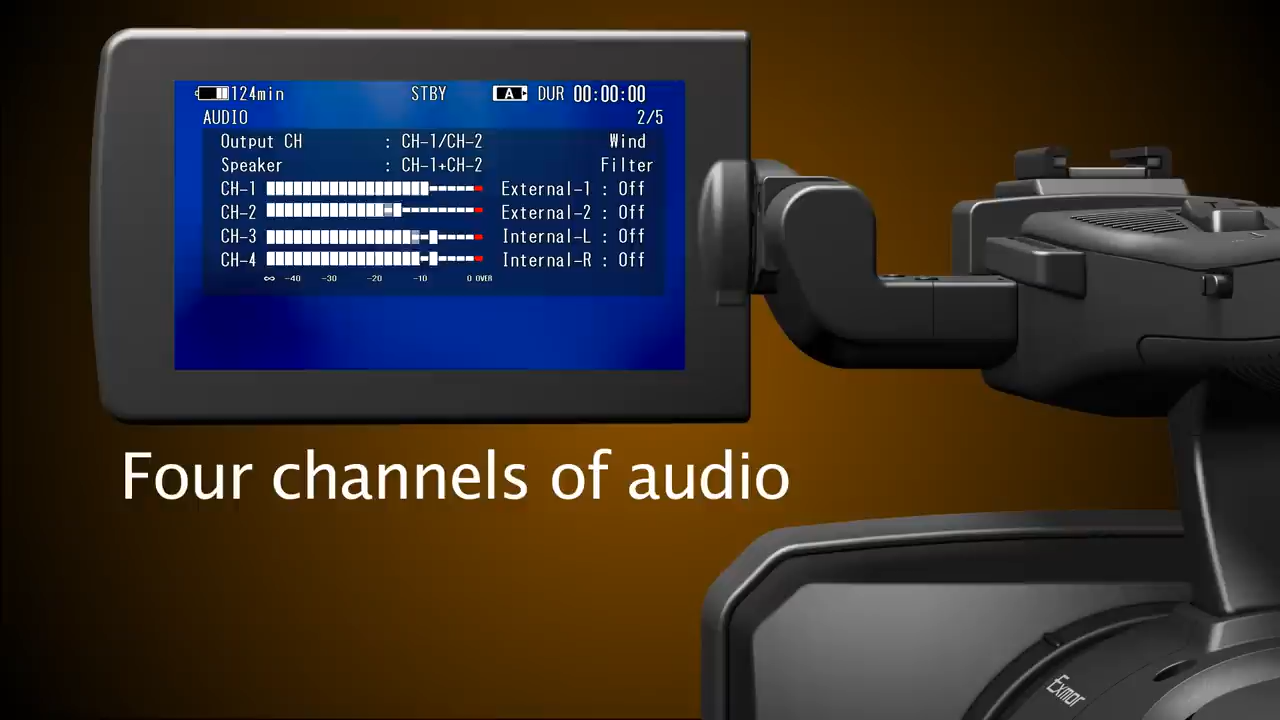 124min STBY A DUR 00:00:00
AUDIO 2/5
Output CH : CH-1/CH-2 Wind
Speaker : CH-1+CH-2 Filter
CH-1 External-1 : Off
CH-2 External-2 : Off
CH-3 Internal-L : Off
CH-4 Internal-R : Off
∞ -40 -30 -20 -10 0 OVER
Four channels of audio
T
L
Exmor